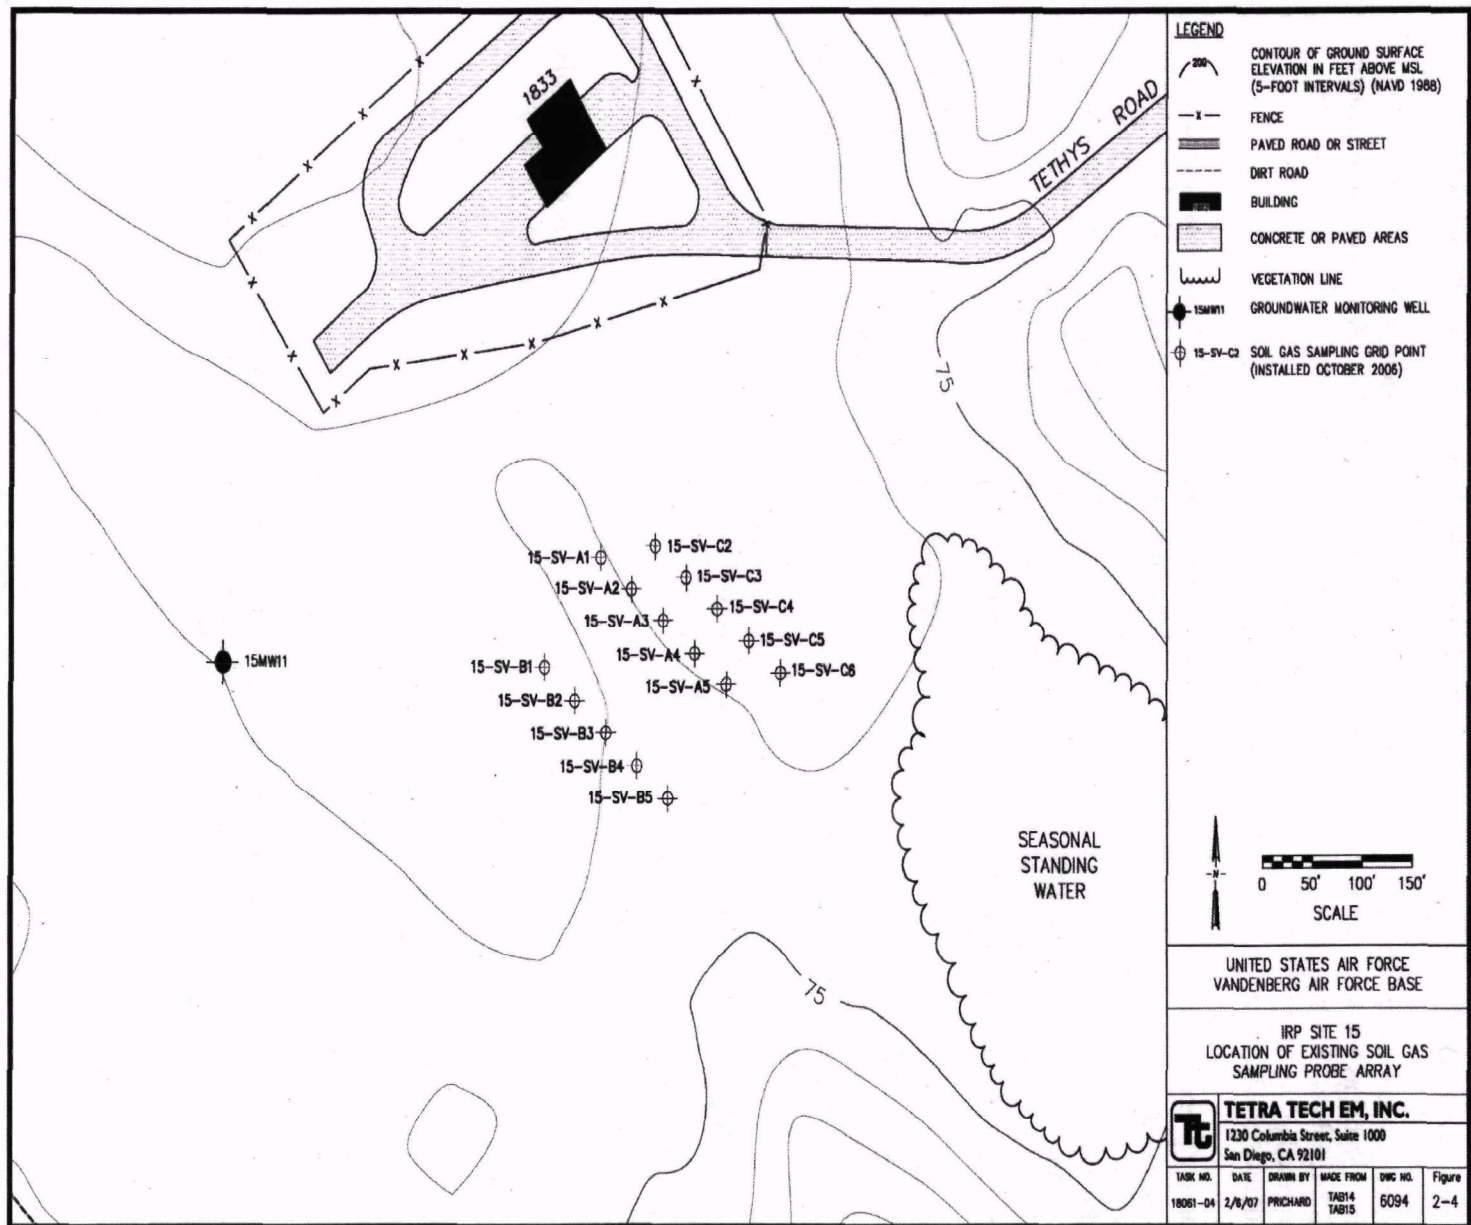 1833
TETHYS ROAD
75
15-SV-A1
15-SV-C2
15-SV-A2
15-SV-C3
15-SV-A3
15-SV-C4
15-SV-A4
15-SV-C5
15-SV-A5
15-SV-C6
15MW11
15-SV-B1
15-SV-B2
15-SV-B3
15-SV-B4
15-SV-B5
SEASONAL
STANDING
WATER
75
LEGEND
200
CONTOUR OF GROUND SURFACE
ELEVATION IN FEET ABOVE MSL
(5-FOOT INTERVALS) (NAVD 1988)
FENCE
PAVED ROAD OR STREET
DIRT ROAD
BUILDING
CONCRETE OR PAVED AREAS
VEGETATION LINE
15MW11 GROUNDWATER MONITORING WELL
15-SV-C2 SOIL GAS SAMPLING GRID POINT
(INSTALLED OCTOBER 2006)
N
0 50' 100' 150'
SCALE
UNITED STATES AIR FORCE
VANDENBERG AIR FORCE BASE
IRP SITE 15
LOCATION OF EXISTING SOIL GAS
SAMPLING PROBE ARRAY
Tt
TETRA TECH EM, INC.
1230 Columbia Street, Suite 1000
San Diego, CA 92101
TASK NO. DATE DRAWN BY MADE FROM DWG NO. Figure
18061-04 2/6/07 PRICHARD TAB14 TAB15 6094 2-4